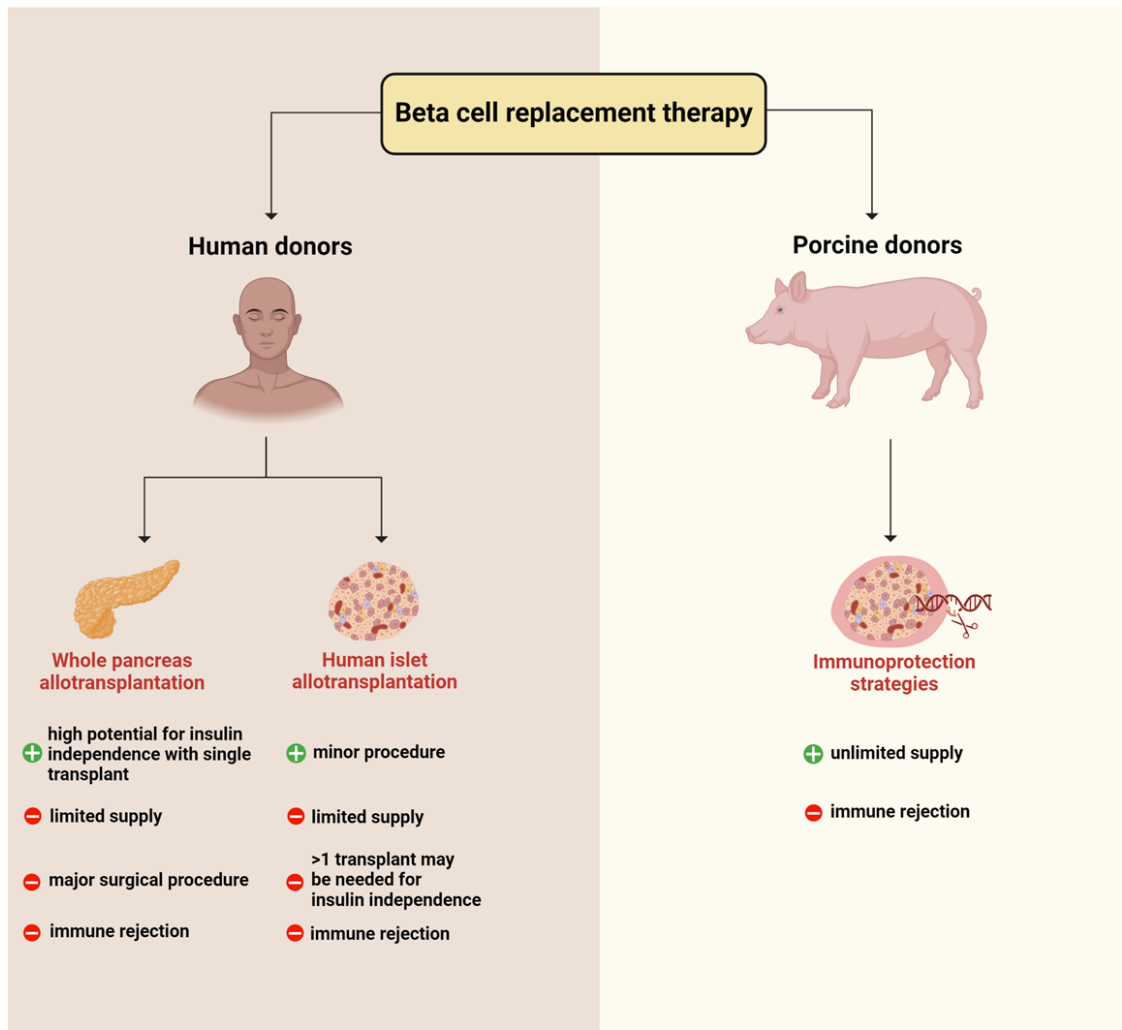 Beta cell replacement therapy
Human donors
Porcine donors
Whole pancreas
allotransplantation
Human islet
allotransplantation
Immunoprotection
strategies
high potential for insulin
independence with single
transplant
limited supply
major surgical procedure
immune rejection
minor procedure
limited supply
>1 transplant may
be needed for
insulin independence
immune rejection
unlimited supply
immune rejection